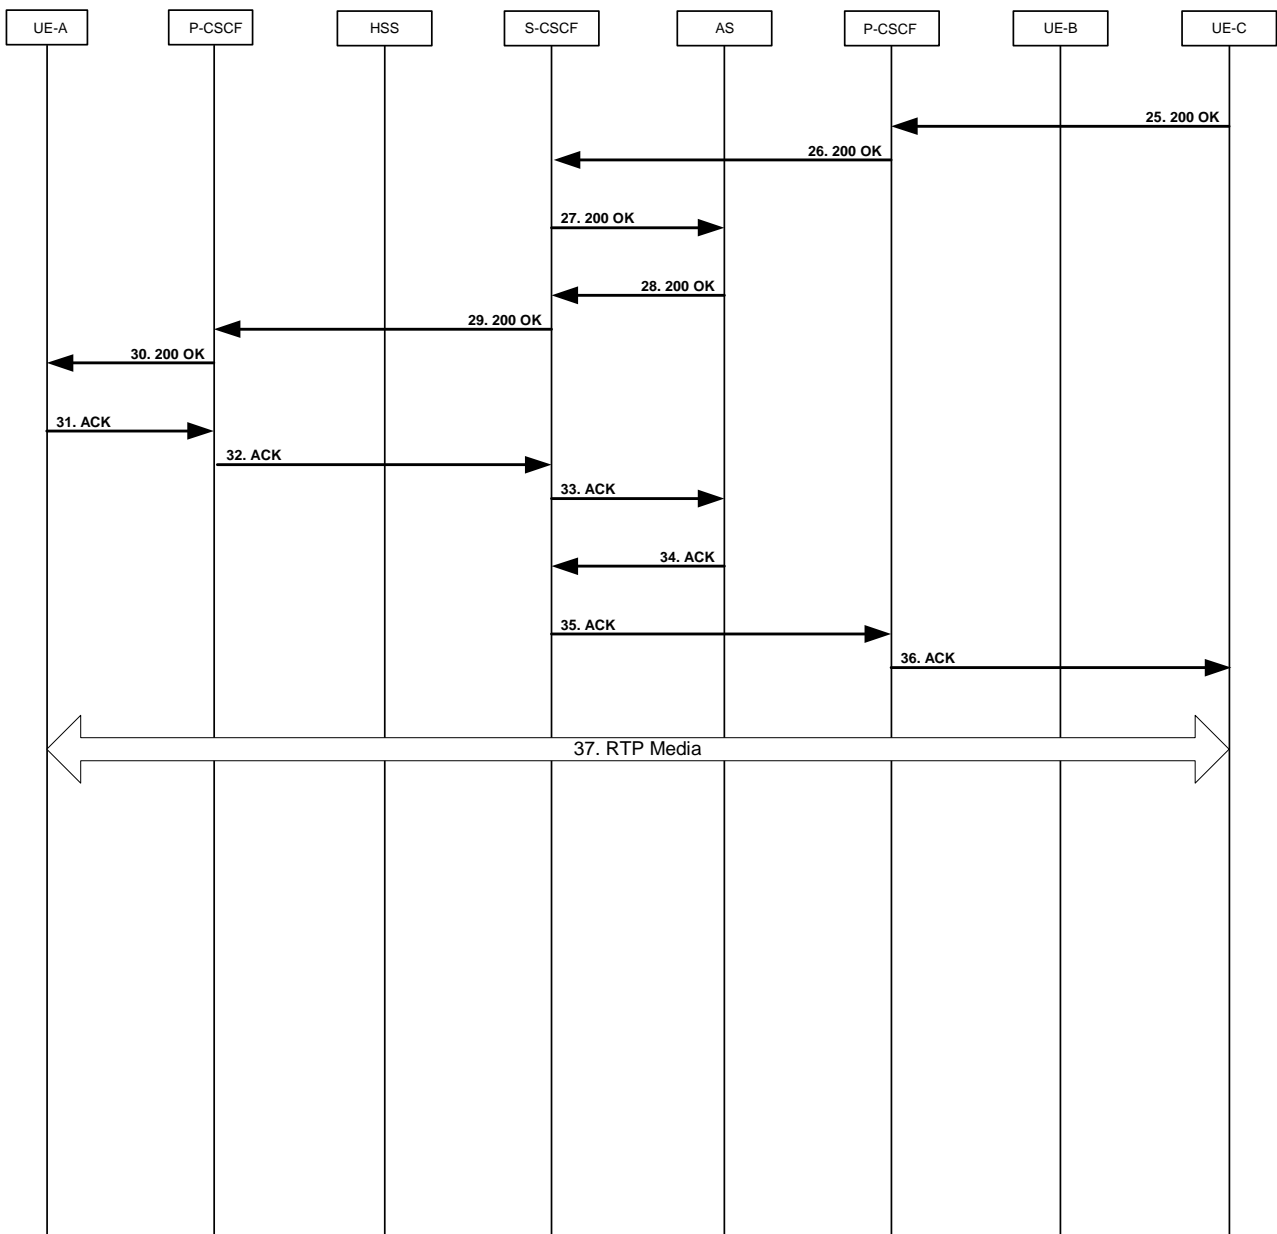 UE-A
P-CSCF
HSS
S-CSCF
AS
P-CSCF
UE-B
UE-C
25. 200 OK
26. 200 OK
27. 200 OK
28. 200 OK
29. 200 OK
30. 200 OK
31. ACK
32. ACK
33. ACK
34. ACK
35. ACK
36. ACK
37. RTP Media